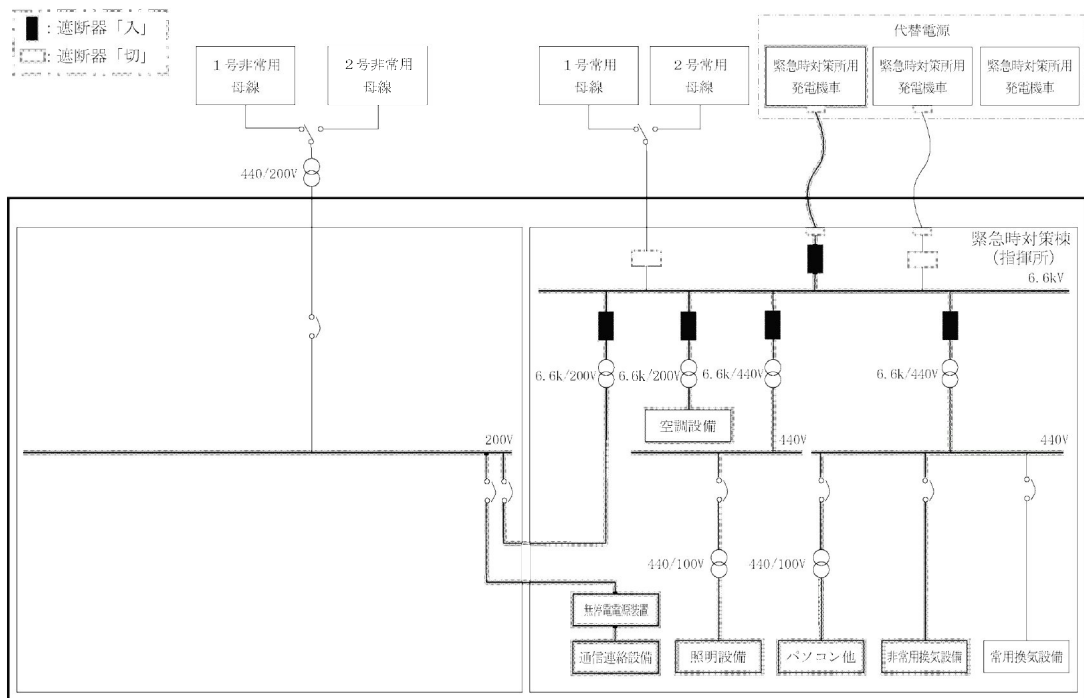 ：遮断器「入」
：遮断器「切」
代替電源
1号非常用
母線
2号非常用
母線
1号常用
母線
2号常用
母線
緊急時対策所用
発電機車
緊急時対策所用
発電機車
緊急時対策所用
発電機車
440/200V
緊急時対策棟
(指揮所)
6.6kV
6.6k/200V
6.6k/200V
6.6k/440V
6.6k/440V
空調設備
200V
440V
440V
440/100V
440/100V
無停電電源装置
通信連絡設備
照明設備
パソコン他
非常用換気設備
常用換気設備